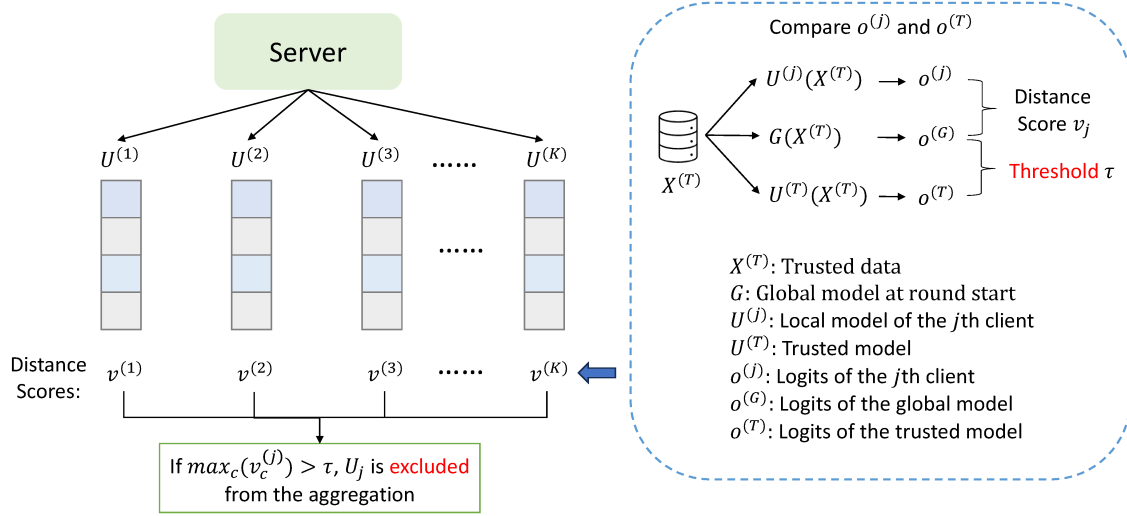 Server
U^(1) U^(2) U^(3) …… U^(K)
……
Distance
Scores:
v^(1) v^(2) v^(3) …… v^(K)
If max_c(v_c^(j)) > τ, U_j is excluded
from the aggregation
Compare o^(j) and o^(T)
X^(T)
U^(j)(X^(T)) o^(j)
G(X^(T)) o^(G)
U^(T)(X^(T)) o^(T)
Distance
Score v_j
Threshold τ
X^(T): Trusted data
G: Global model at round start
U^(j): Local model of the jth client
U^(T): Trusted model
o^(j): Logits of the jth client
o^(G): Logits of the global model
o^(T): Logits of the trusted model